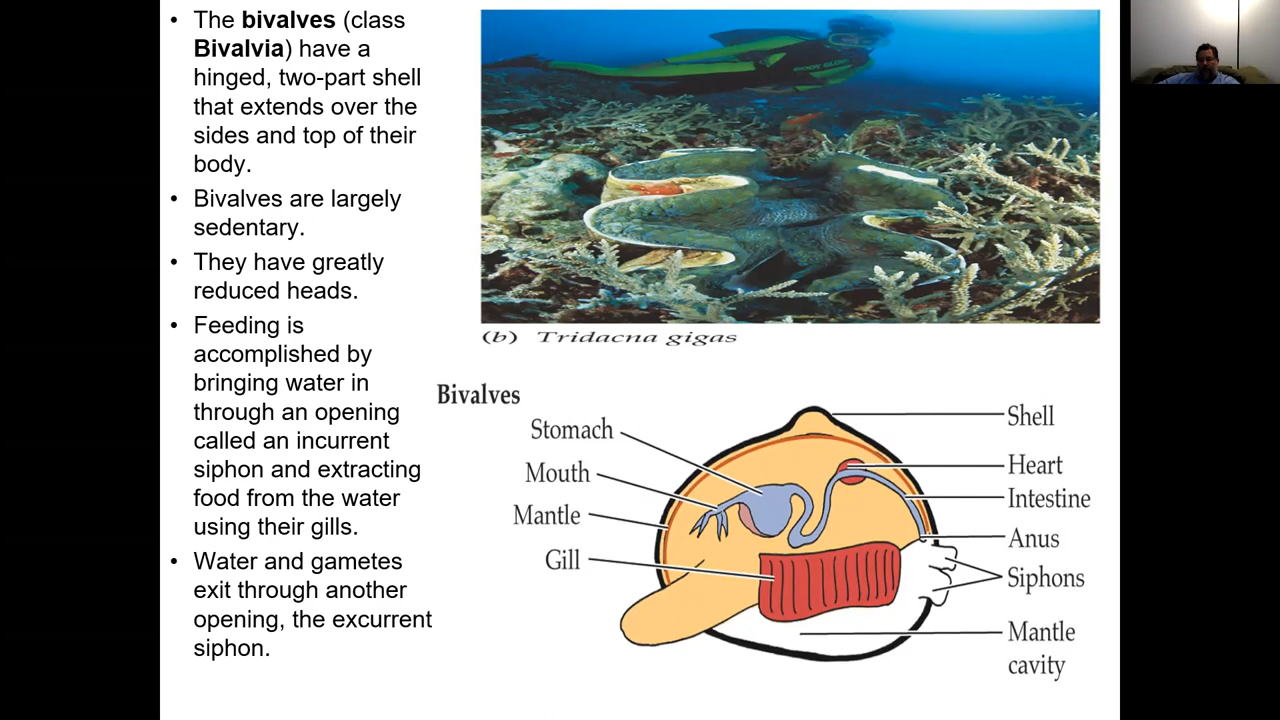 • The bivalves (class
Bivalvia) have a
hinged, two-part shell
that extends over the
sides and top of their
body.
• Bivalves are largely
sedentary.
• They have greatly
reduced heads.
• Feeding is
accomplished by
bringing water in
through an opening
called an incurrent
siphon and extracting
food from the water
using their gills.
• Water and gametes
exit through another
opening, the excurrent
siphon.
BODY GLOVE
(b) Tridacna gigas
Bivalves
Stomach
Mouth
Mantle
Gill
Shell
Heart
Intestine
Anus
Siphons
Mantle
cavity